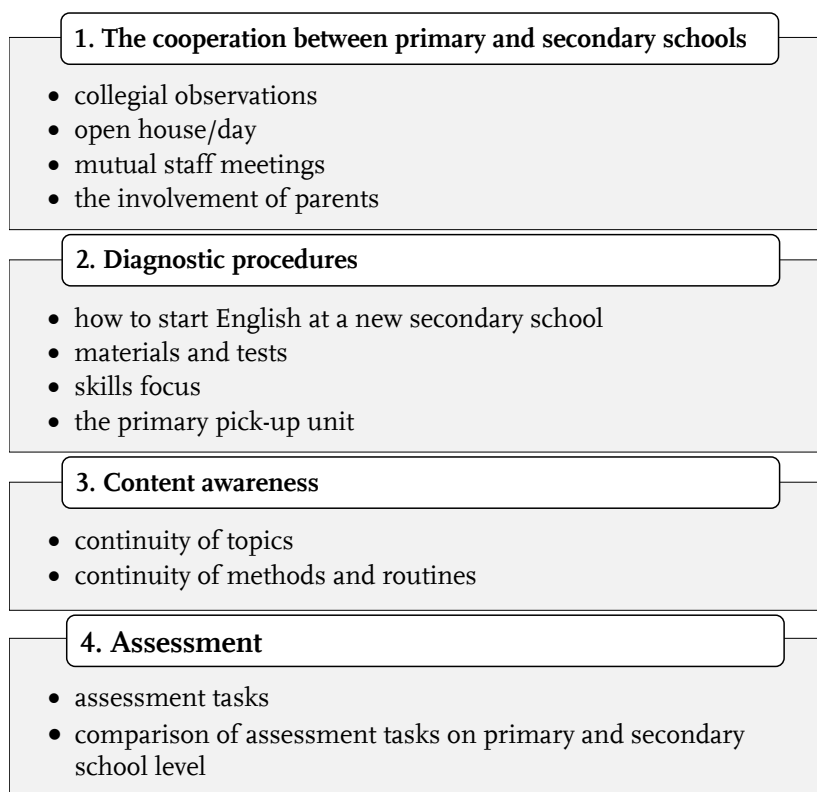 1. The cooperation between primary and secondary schools
• collegial observations
• open house/day
• mutual staff meetings
• the involvement of parents
2. Diagnostic procedures
• how to start English at a new secondary school
• materials and tests
• skills focus
• the primary pick-up unit
3. Content awareness
• continuity of topics
• continuity of methods and routines
4. Assessment
• assessment tasks
• comparison of assessment tasks on primary and secondary
school level